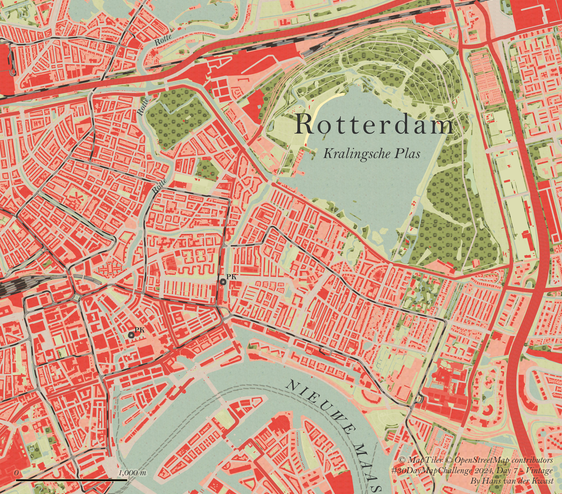 Rotte
Rotte
Rotterdam
Kralingsche Plas
Rotte
PK
PK
NIEUWE MAAS
0 1,000 m
© MapTiler © OpenStreetMap contributors
#30DayMapChallenge 2024, Day 7 - Vintage
By Hans van der Kwast